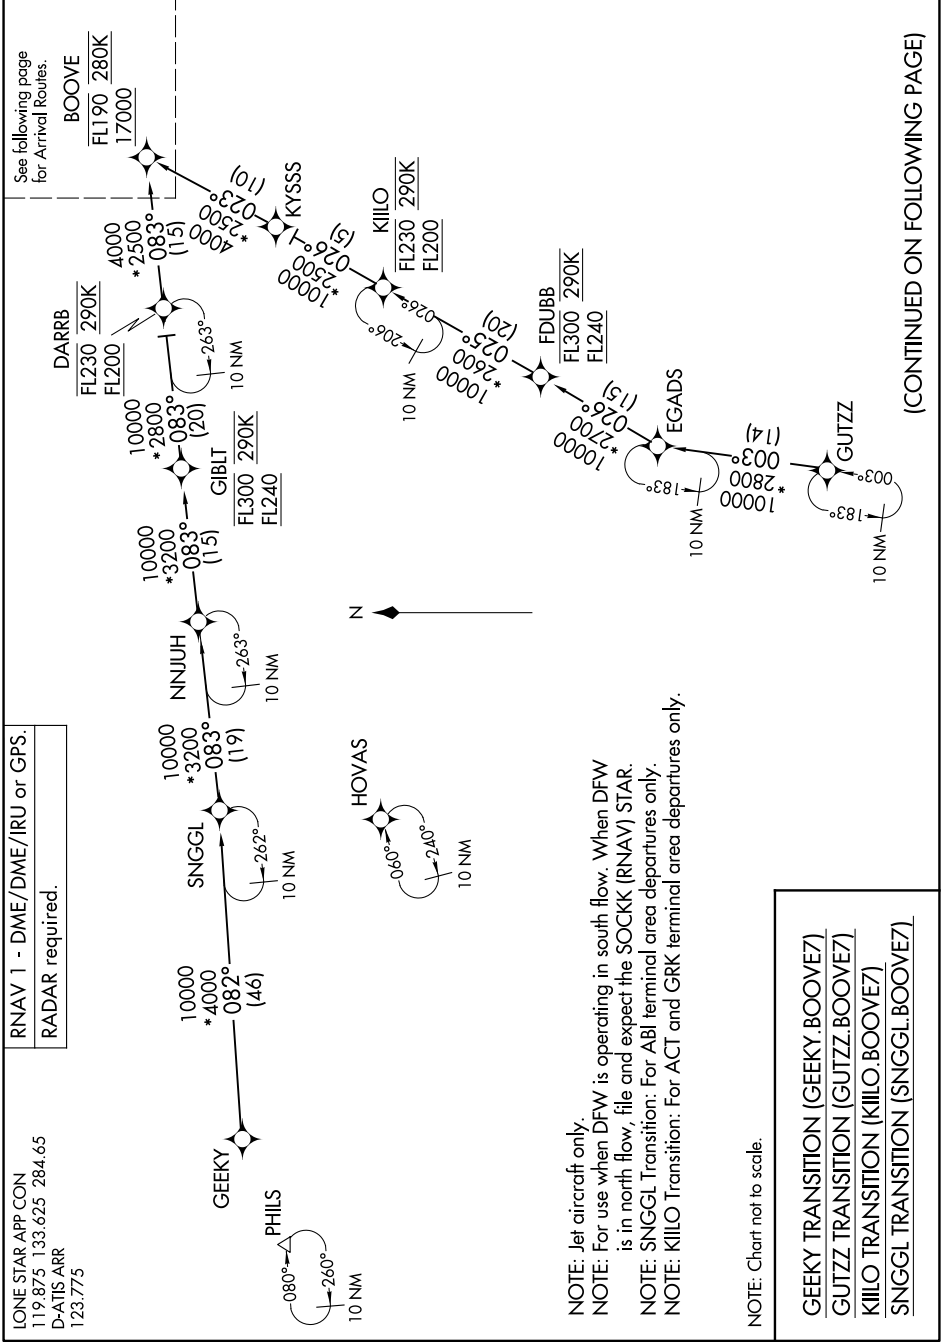 LONE STAR APP CON
119.875 133.625 284.65
D-ATIS ARR
123.775
RNAV 1 - DME/DME/IRU or GPS.
RADAR required.
See following page
for Arrival Routes.
BOOVE
FL190 280K
17000
DARRB
FL230 290K
FL200
4000
*2500
083°
(15)
263°
10 NM
10000
*2800
083°
(20)
GIBLT
FL300 290K
FL240
10000
*3200
083°
(15)
NNJUH
263°
10 NM
10000
*3200
083°
(19)
SNGGL
262°
10 NM
10000
*4000
082°
(46)
GEEKY
PHILS
080°
260°
10 NM
HOVAS
060°
240°
10 NM
N
(10)
023°
*2500
4000
KYSSS
(5)
026°
*2500
10000
KIILO
FL230 290K
FL200
026°
206°
10 NM
(20)
025°
*2600
10000
FDUBB
FL300 290K
FL240
(15)
026°
*2700
10000
EGADS
183°
10 NM
(14)
003°
*2800
10000
GUTZZ
003°
183°
10 NM
NOTE: Jet aircraft only.
NOTE: For use when DFW is operating in south flow. When DFW
is in north flow, file and expect the SOCKK (RNAV) STAR.
NOTE: SNGGL Transition: For ABI terminal area departures only.
NOTE: KIILO Transition: For ACT and GRK terminal area departures only.
NOTE: Chart not to scale.
GEEKY TRANSITION (GEEKY.BOOVE7)
GUTZZ TRANSITION (GUTZZ.BOOVE7)
KIILO TRANSITION (KIILO.BOOVE7)
SNGGL TRANSITION (SNGGL.BOOVE7)
(CONTINUED ON FOLLOWING PAGE)